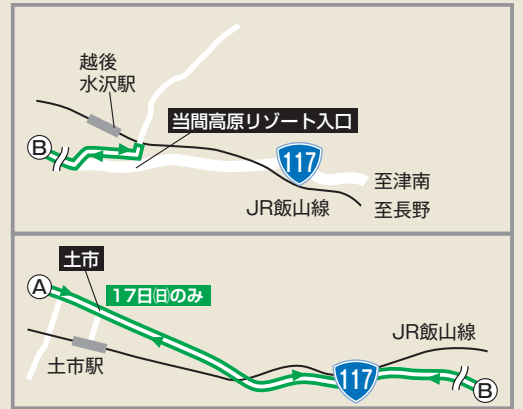 越後
水沢駅
当間高原リゾート入口
Ⓑ
117
至津南
JR飯山線
至長野
土市
Ⓐ
17日㈰のみ
JR飯山線
土市駅
117
Ⓑ